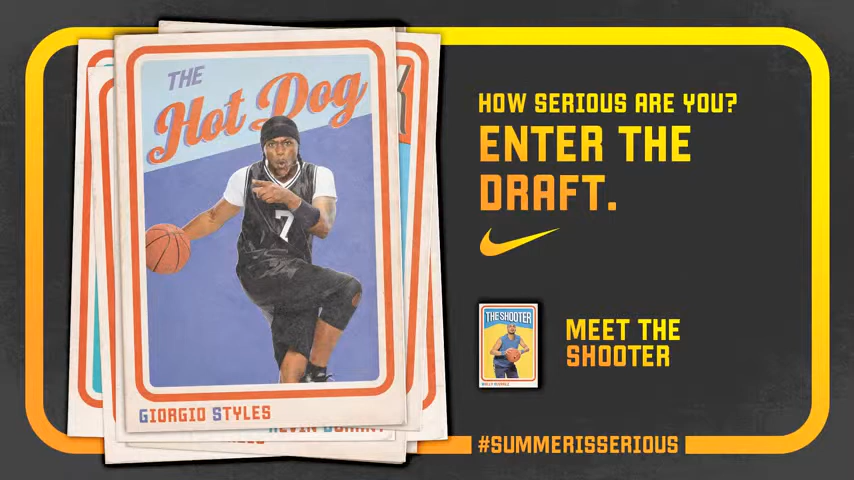 THE
Hot Dog
7
GIORGIO STYLES
HOW SERIOUS ARE YOU?
ENTER THE
DRAFT.
THE SHOOTER
MEET THE
SHOOTER
#SUMMERISSERIOUS